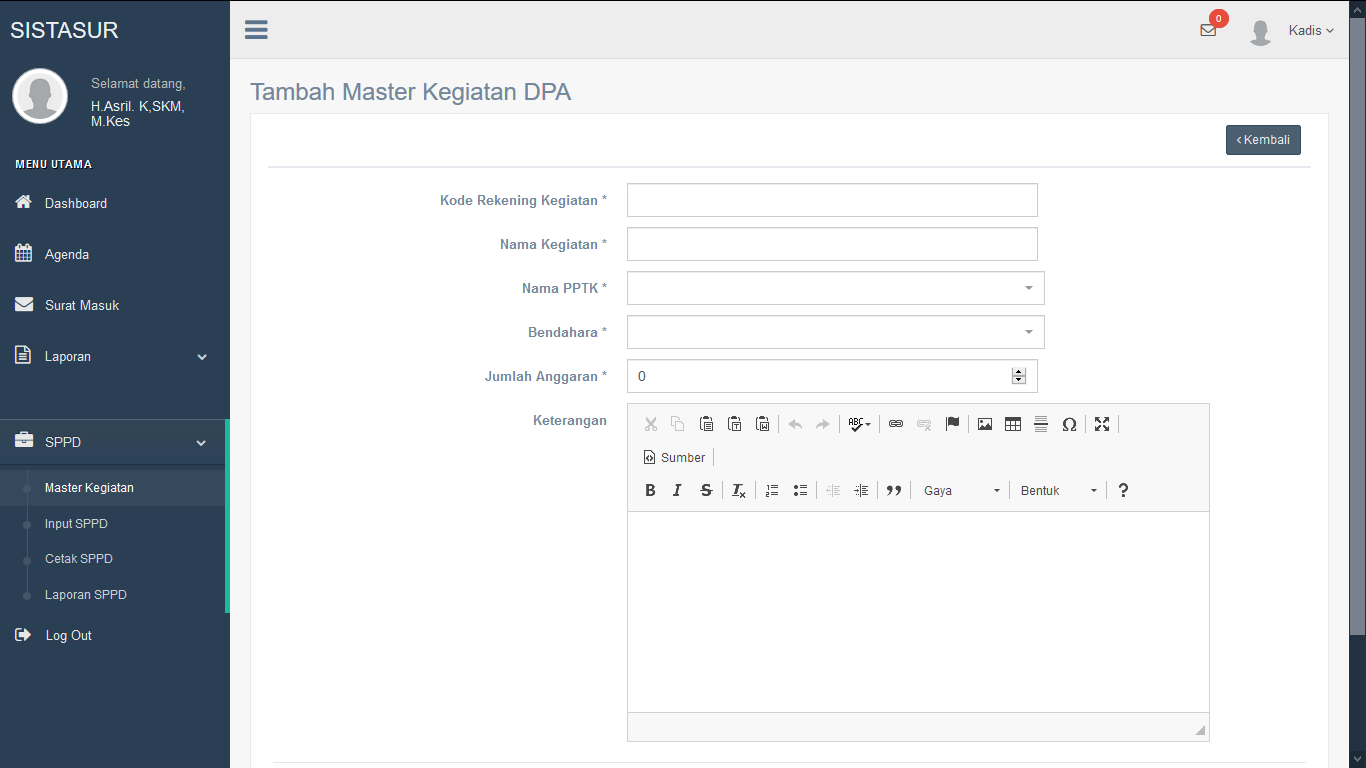 SISTASUR
0
Kadis
Selamat datang,
H.Asril. K,SKM,
M.Kes
MENU UTAMA
Dashboard
Agenda
Surat Masuk
Laporan
SPPD
Master Kegiatan
Input SPPD
Cetak SPPD
Laporan SPPD
Log Out
Tambah Master Kegiatan DPA
Kembali
Kode Rekening Kegiatan *
Nama Kegiatan *
Nama PPTK *
Bendahara *
Jumlah Anggaran * 0
Keterangan
ABC
Ω
Sumber
B I S Tx Gaya Bentuk ?